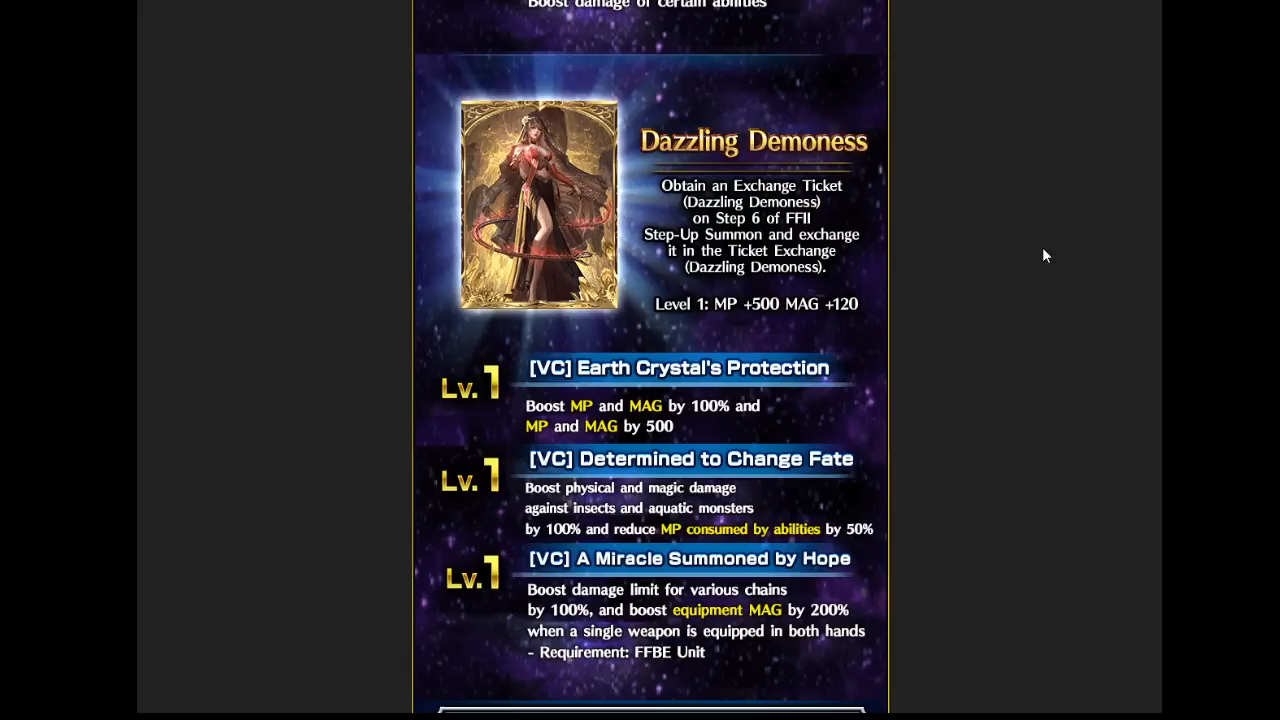 Boost damage of certain abilities
Dazzling Demoness
Obtain an Exchange Ticket
(Dazzling Demoness)
on Step 6 of FFII
Step-Up Summon and exchange
it in the Ticket Exchange
(Dazzling Demoness).
Level 1: MP +500 MAG +120
Lv.1 [VC] Earth Crystal's Protection
Boost MP and MAG by 100% and
MP and MAG by 500
Lv.1 [VC] Determined to Change Fate
Boost physical and magic damage
against insects and aquatic monsters
by 100% and reduce MP consumed by abilities by 50%
Lv.1 [VC] A Miracle Summoned by Hope
Boost damage limit for various chains
by 100%, and boost equipment MAG by 200%
when a single weapon is equipped in both hands
- Requirement: FFBE Unit